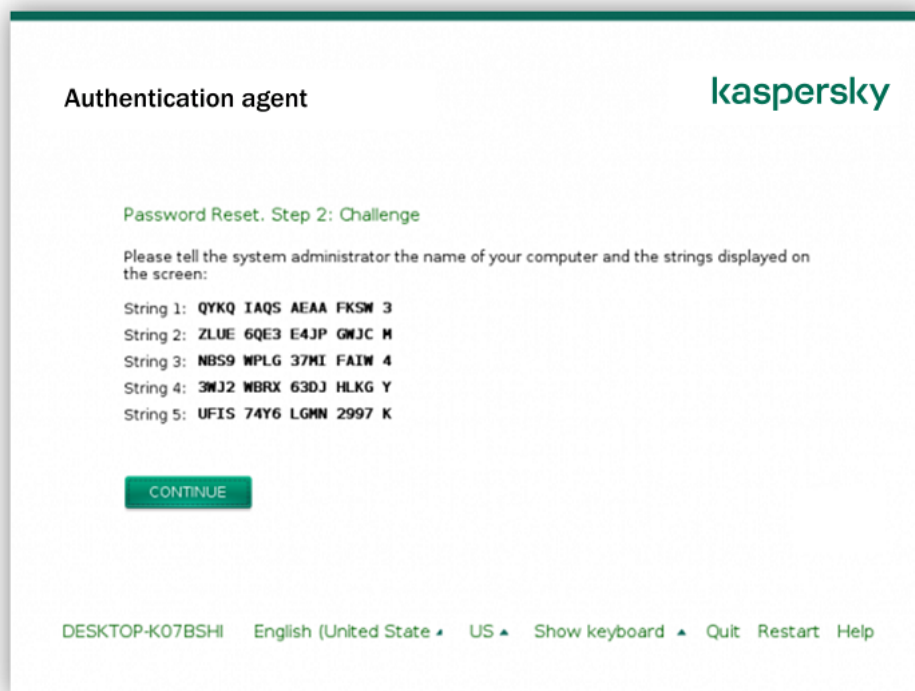 Authentication agent
kaspersky
Password Reset. Step 2: Challenge
Please tell the system administrator the name of your computer and the strings displayed on
the screen:
String 1: QYKQ IAQS AEAA FKSW 3
String 2: ZLUE 6QE3 E4JP GWJC M
String 3: NBS9 WPLG 37MI FAIW 4
String 4: 3WJ2 WBRX 63DJ HLKG Y
String 5: UFIS 74Y6 LGMN 2997 K
CONTINUE
DESKTOP-K07BSHI English (United State US Show keyboard Quit Restart Help